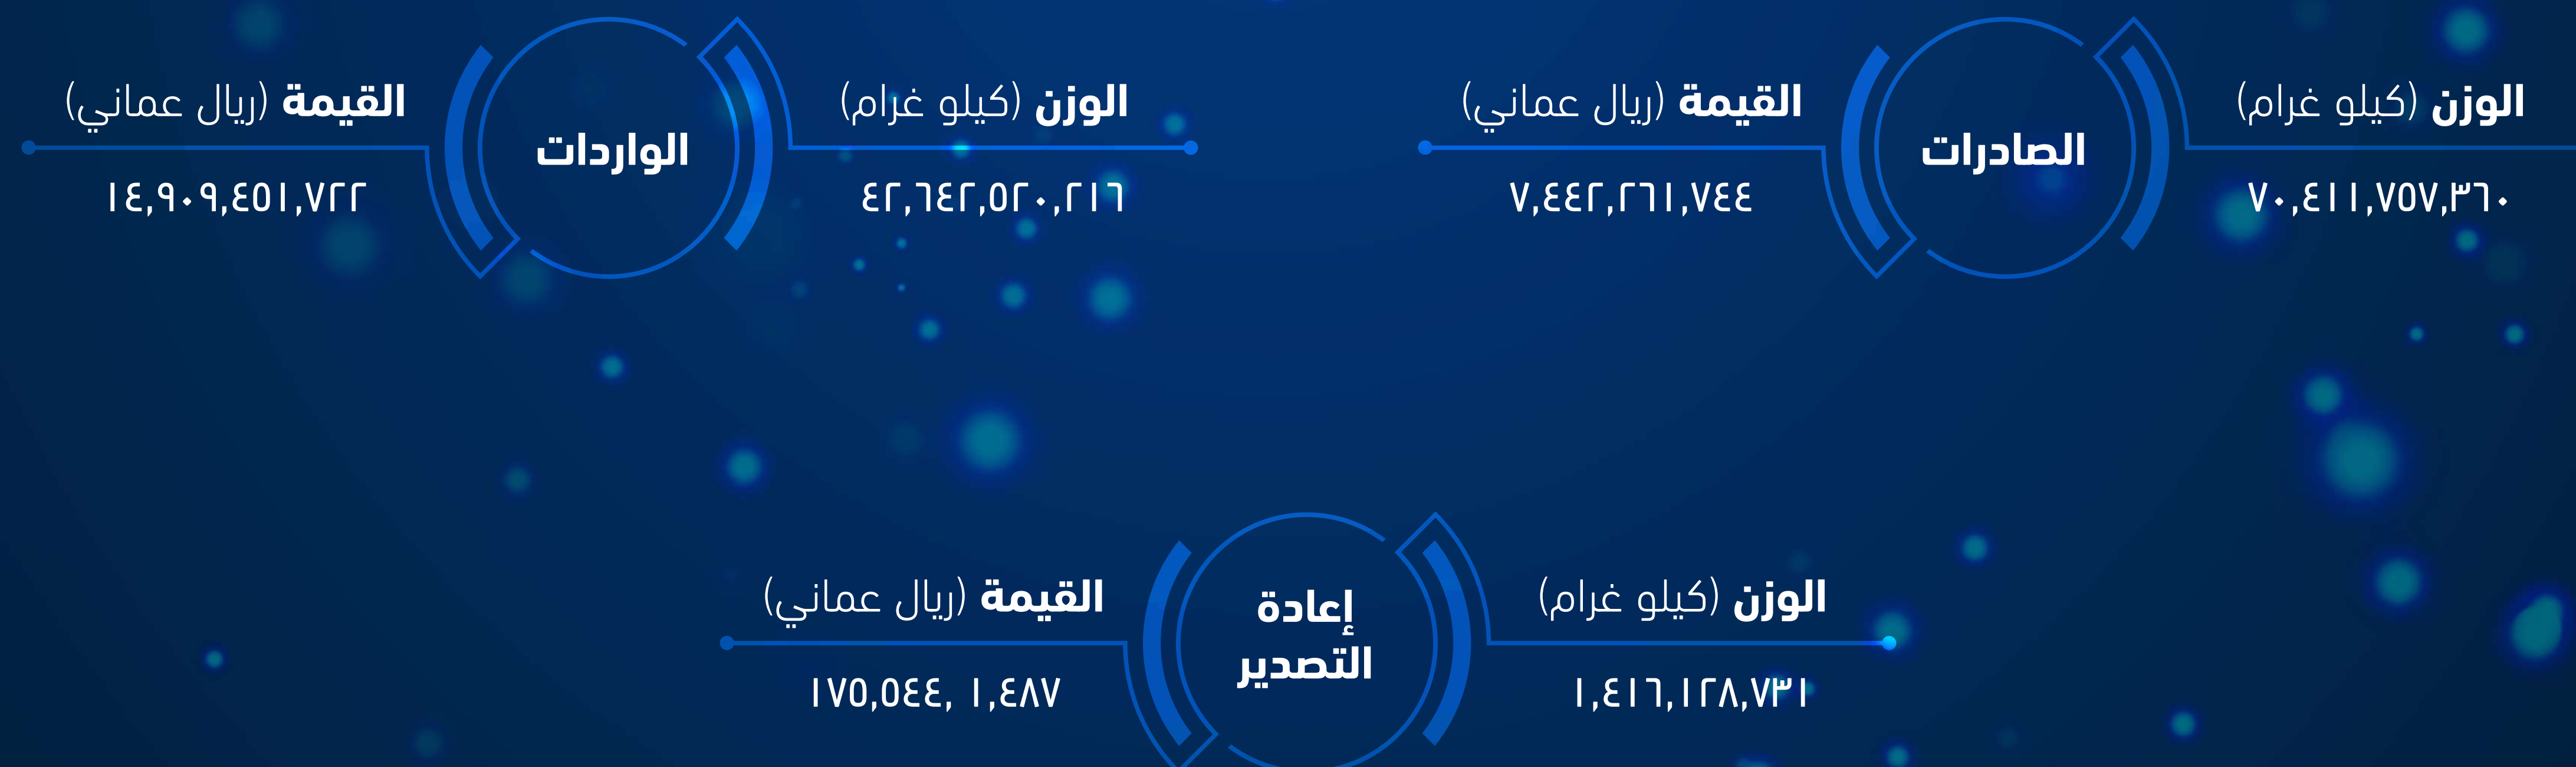 الوزن (كيلو غرام)
٧٠,٤١١,٧٥٧,٣٦٠
الصادرات
القيمة (ريال عماني)
٧,٤٤٢,٢٦١,٧٤٤
الوزن (كيلو غرام)
٤٢,٦٤٢,٥٢٠,٢١٦
الواردات
القيمة (ريال عماني)
١٤,٩٠٩,٤٥١,٧٢٢
الوزن (كيلو غرام)
١,٤١٦,١٢٨,٧٣١
إعادة
التصدير
القيمة (ريال عماني)
١٧٥,٥٤٤, ١,٤٨٧